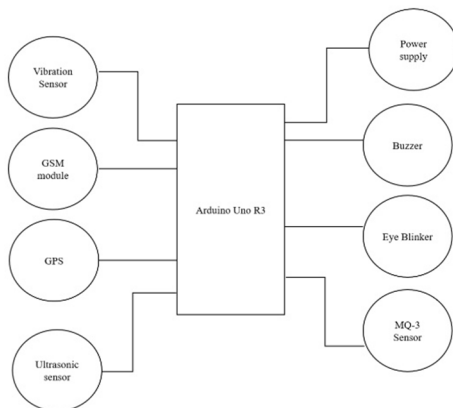 Vibration
Sensor
GSM
module
GPS
Ultrasonic
sensor
Arduino Uno R3
Power
supply
Buzzer
Eye Blinker
MQ-3
Sensor